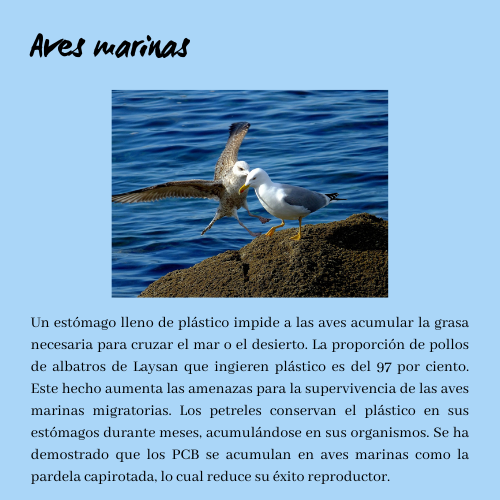 Aves marinas
Un estómago lleno de plástico impide a las aves acumular la grasa
necesaria para cruzar el mar o el desierto. La proporción de pollos
de albatros de Laysan que ingieren plástico es del 97 por ciento.
Este hecho aumenta las amenazas para la supervivencia de las aves
marinas migratorias. Los petreles conservan el plástico en sus
estómagos durante meses, acumulándose en sus organismos. Se ha
demostrado que los PCB se acumulan en aves marinas como la
pardela capirotada, lo cual reduce su éxito reproductor.